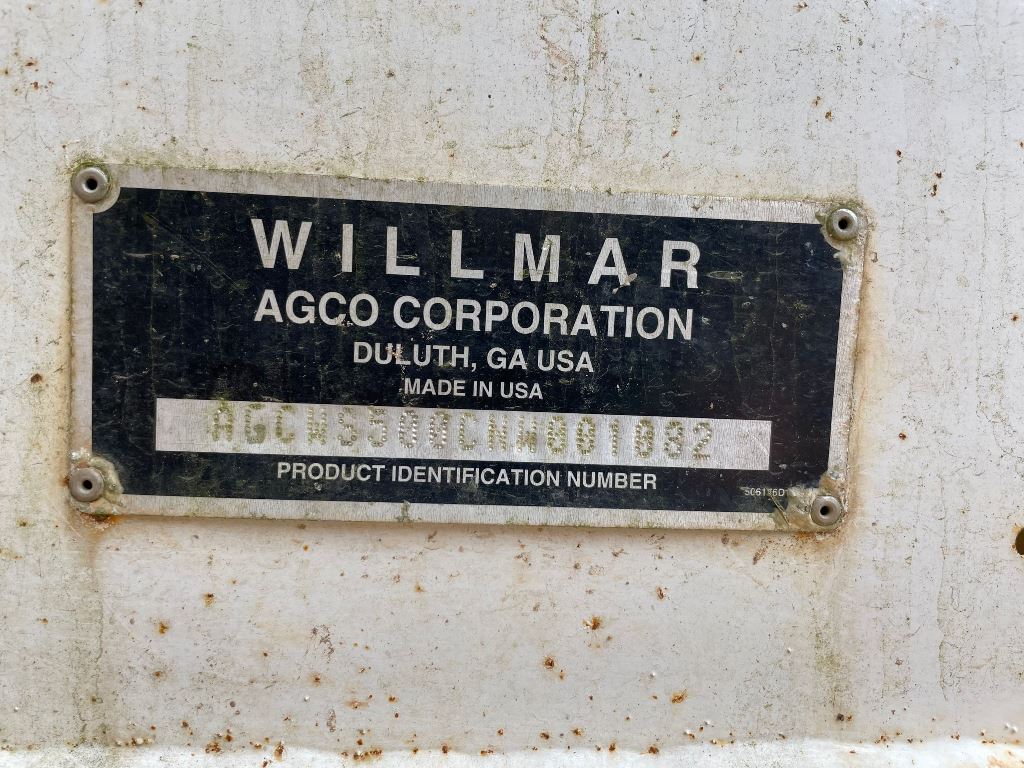 WILLMAR
AGCO CORPORATION
DULUTH, GA USA
MADE IN USA
AGCWS500CNW001082
PRODUCT IDENTIFICATION NUMBER